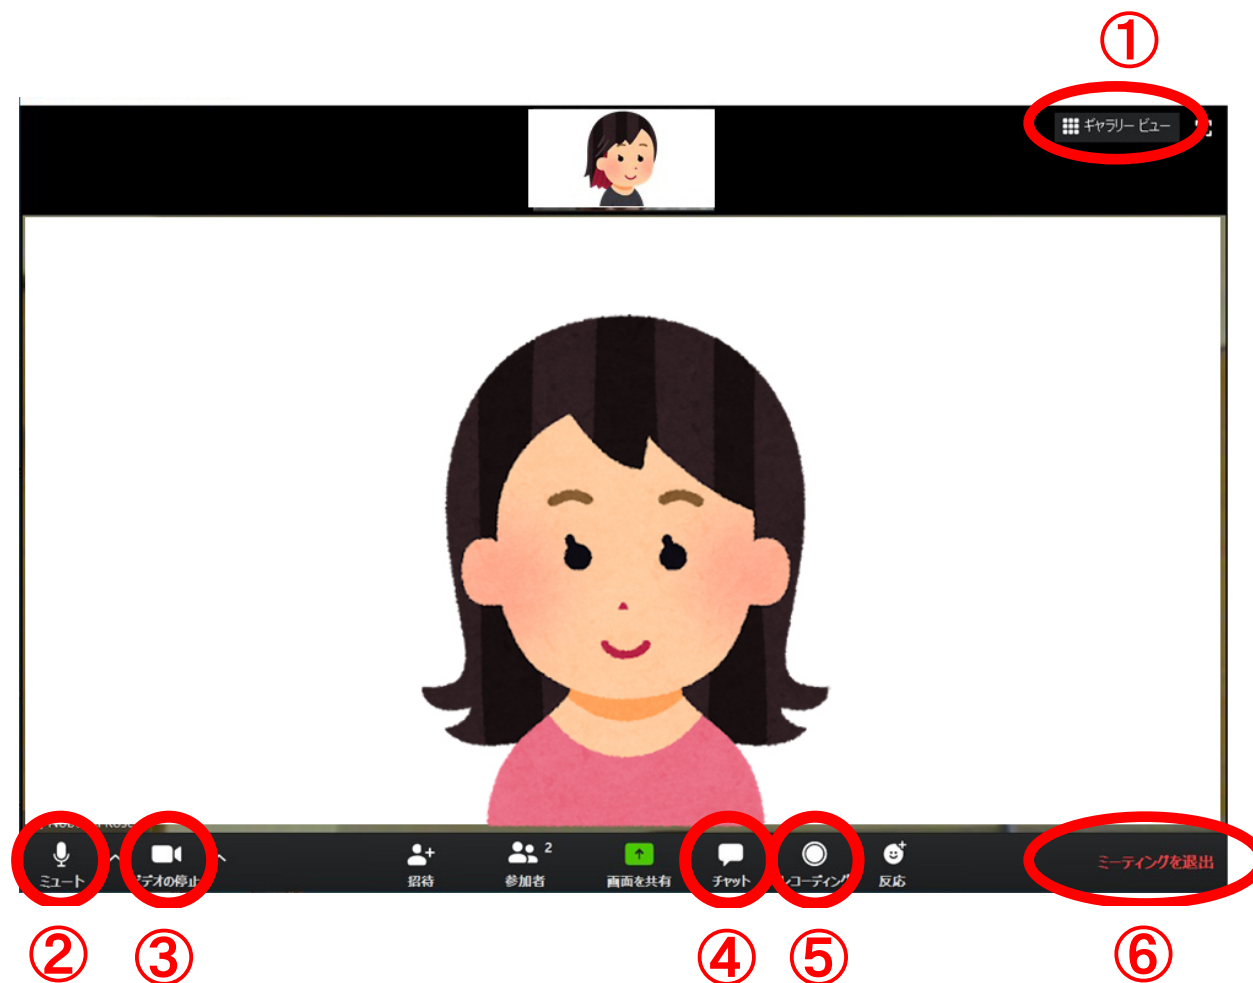 ①
ギャラリー ビュー
2
ミュート
招待
参加者
画面を共有
チャット
反応
ミーティングを退出
②
③
④
⑤
⑥